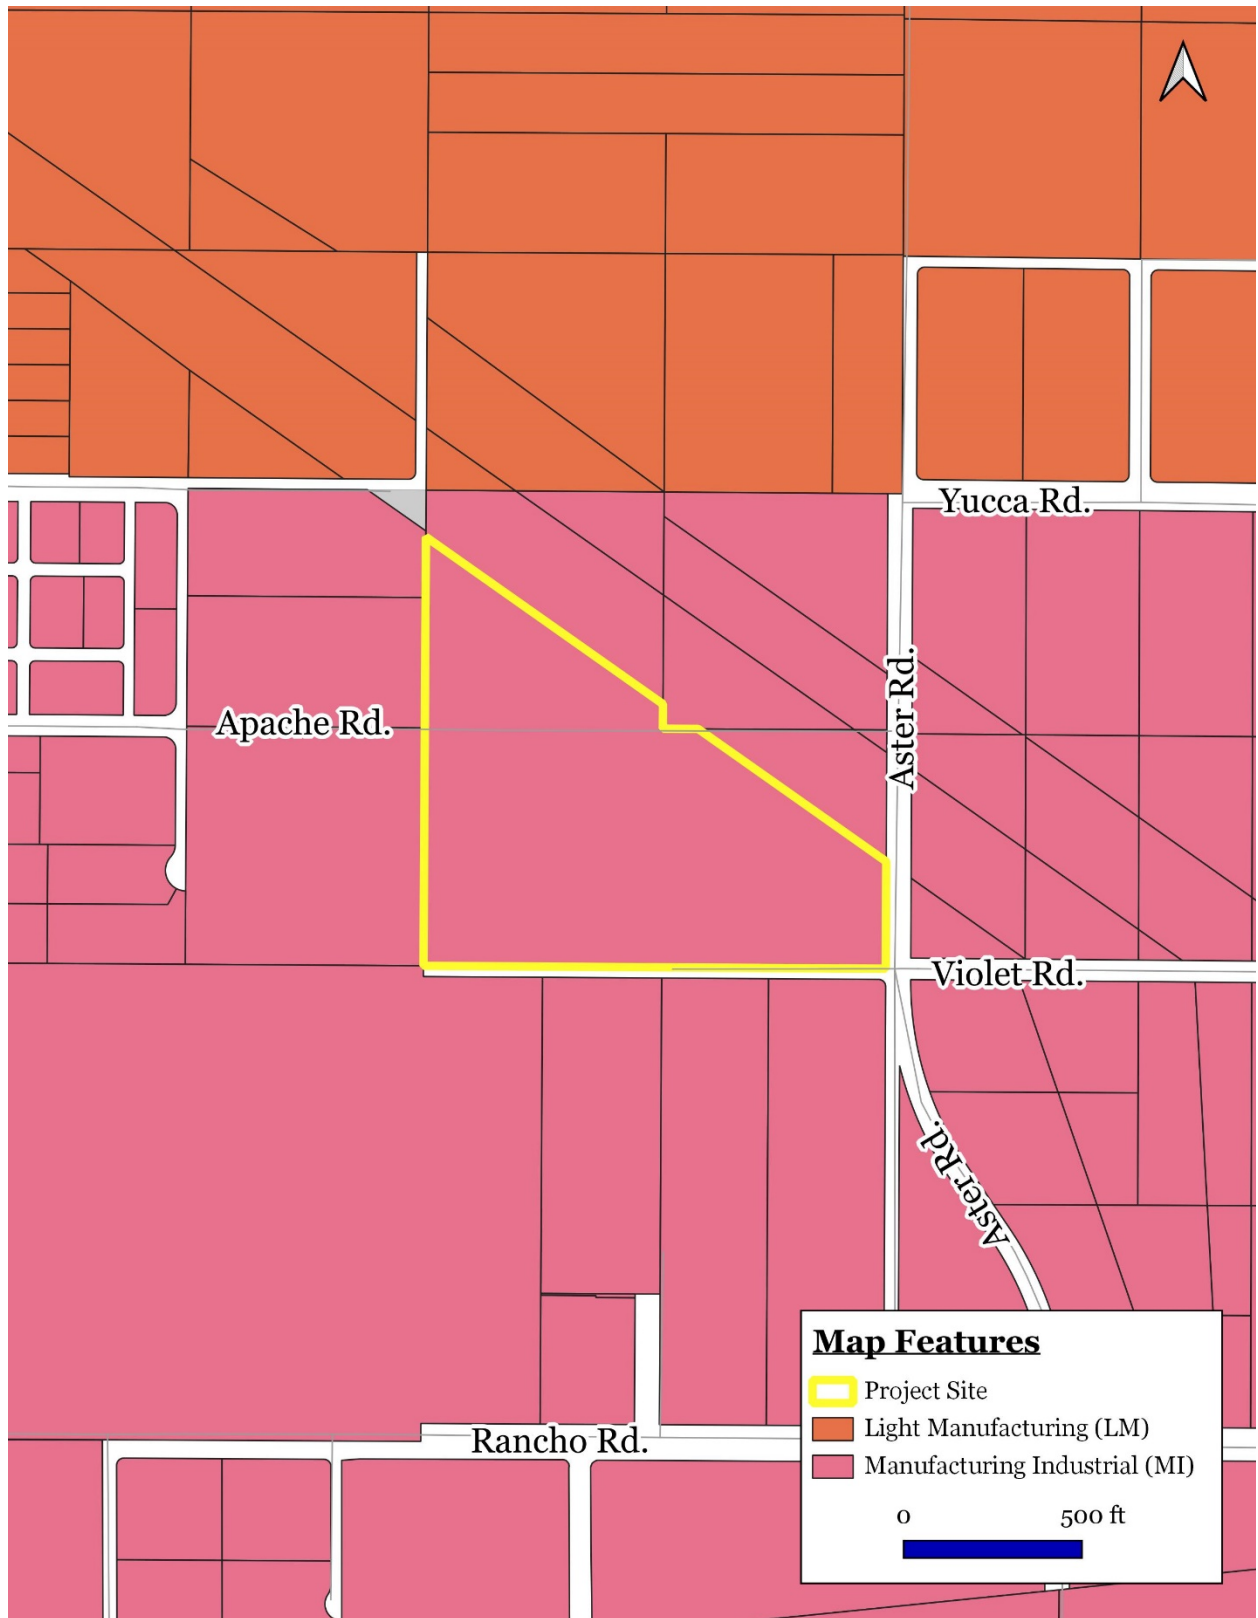 Yucca Rd.
Aster Rd.
Apache Rd.
Violet Rd.
Aster Rd.
Rancho Rd.
Map Features
Project Site
Light Manufacturing (LM)
Manufacturing Industrial (MI)
0 500 ft